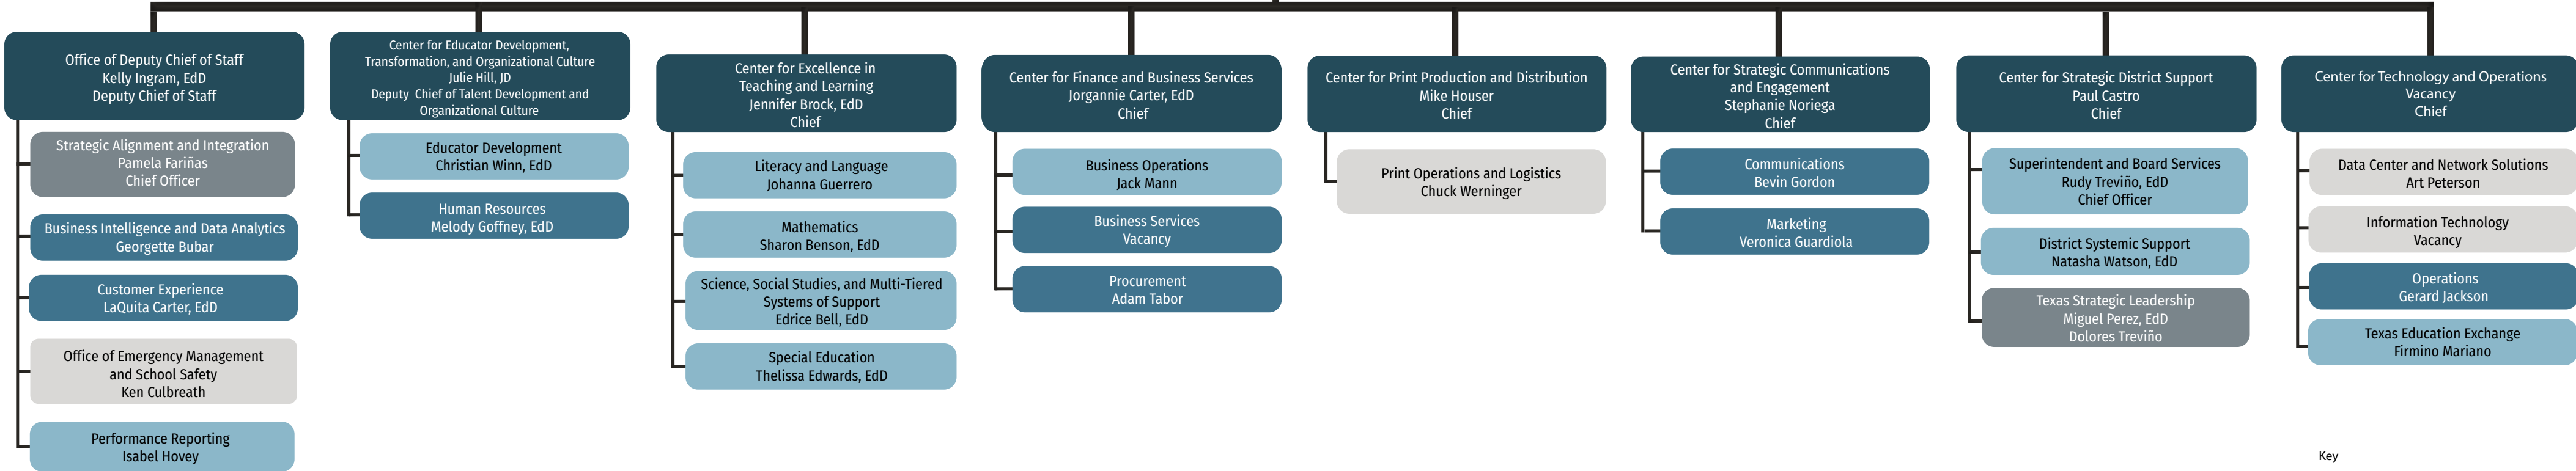 Office of Deputy Chief of Staff
Kelly Ingram, EdD
Deputy Chief of Staff
Strategic Alignment and Integration
Pamela Fariñas
Chief Officer
Business Intelligence and Data Analytics
Georgette Bubar
Customer Experience
LaQuita Carter, EdD
Office of Emergency Management
and School Safety
Ken Culbreath
Performance Reporting
Isabel Hovey
Center for Educator Development,
Transformation, and Organizational Culture
Julie Hill, JD
Deputy Chief of Talent Development and
Organizational Culture
Educator Development
Christian Winn, EdD
Human Resources
Melody Goffney, EdD
Center for Excellence in
Teaching and Learning
Jennifer Brock, EdD
Chief
Literacy and Language
Johanna Guerrero
Mathematics
Sharon Benson, EdD
Science, Social Studies, and Multi-Tiered
Systems of Support
Edrice Bell, EdD
Special Education
Thelissa Edwards, EdD
Center for Finance and Business Services
Jorgannie Carter, EdD
Chief
Business Operations
Jack Mann
Business Services
Vacancy
Procurement
Adam Tabor
Center for Print Production and Distribution
Mike Houser
Chief
Print Operations and Logistics
Chuck Werninger
Center for Strategic Communications
and Engagement
Stephanie Noriega
Chief
Communications
Bevin Gordon
Marketing
Veronica Guardiola
Center for Strategic District Support
Paul Castro
Chief
Superintendent and Board Services
Rudy Treviño, EdD
Chief Officer
District Systemic Support
Natasha Watson, EdD
Texas Strategic Leadership
Miguel Perez, EdD
Dolores Treviño
Center for Technology and Operations
Vacancy
Chief
Data Center and Network Solutions
Art Peterson
Information Technology
Vacancy
Operations
Gerard Jackson
Texas Education Exchange
Firmino Mariano
Key